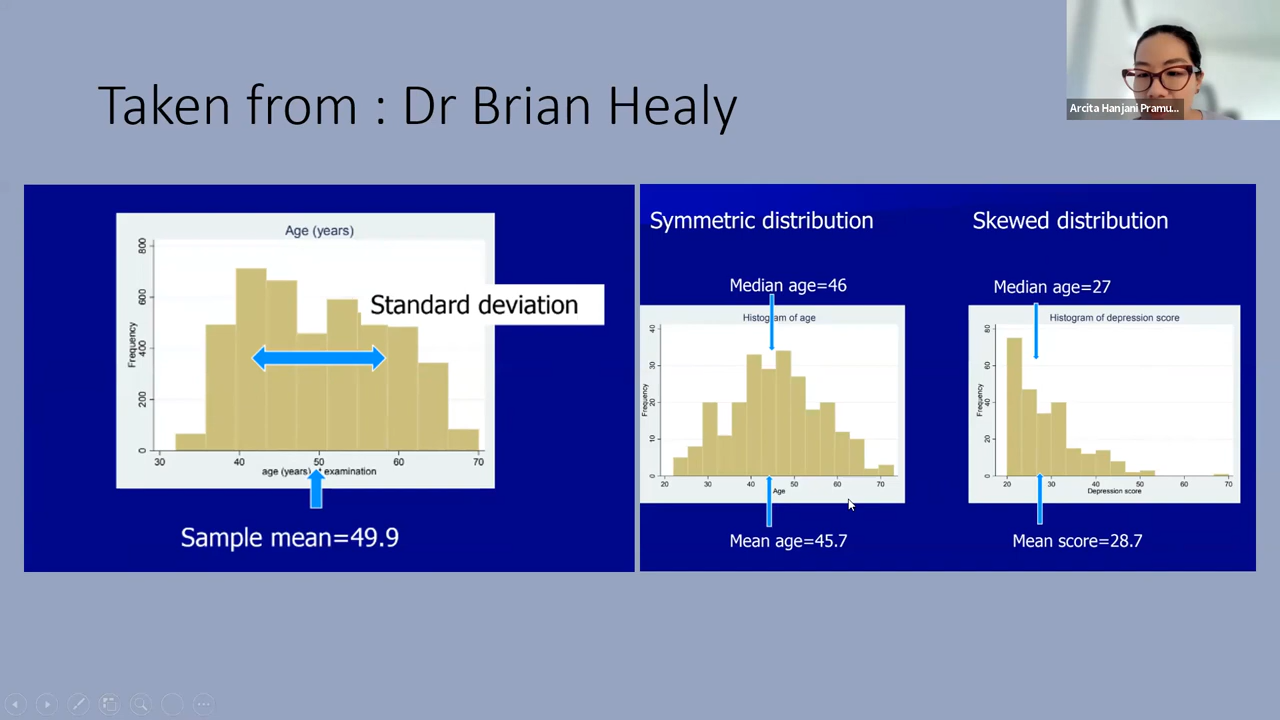 Taken from : Dr Brian Healy
Arcita Hanjani Pramu...
Age (years)
Frequency
800
600
400
200
0
30 40 50 60 70
age (years) examination
Standard deviation
Sample mean=49.9
Symmetric distribution
Median age=46
Histogram of age
Frequency
40
30
20
10
0
20 30 40 50 60 70
Age
Mean age=45.7
Skewed distribution
Median age=27
Histogram of depression score
Frequency
80
60
40
20
0
20 30 40 50 60 70
Depression score
Mean score=28.7